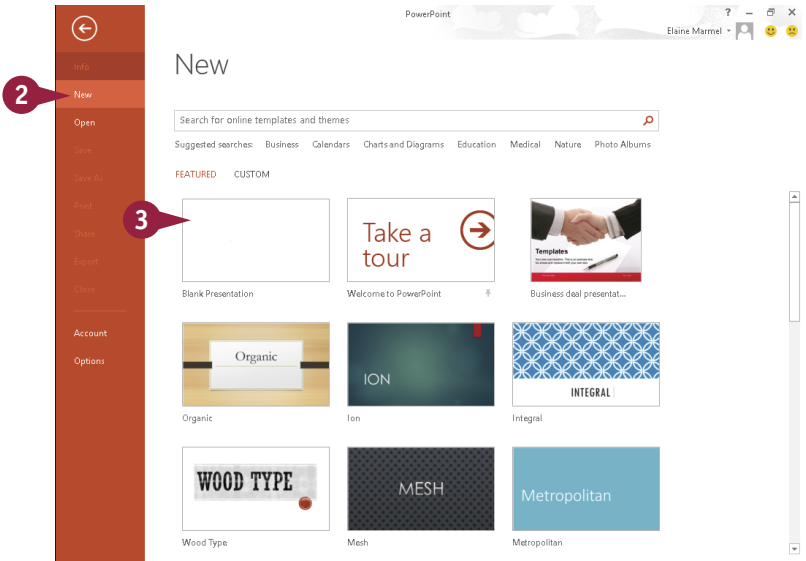 PowerPoint
?
Elaine Marmel
Info
New
Open
Save
Save As
Print
Share
Export
Close
Account
Options
2
New
Search for online templates and themes
Suggested searches: Business Calendars Charts and Diagrams Education Medical Nature Photo Albums
FEATURED CUSTOM
3
Take a
tour
Templates
Blank Presentation
Welcome to PowerPoint
Business deal presentat...
Organic
ION
INTEGRAL
Organic
Ion
Integral
WOOD TYPE
MESH
Metropolitan
Wood Type
Mesh
Metropolitan